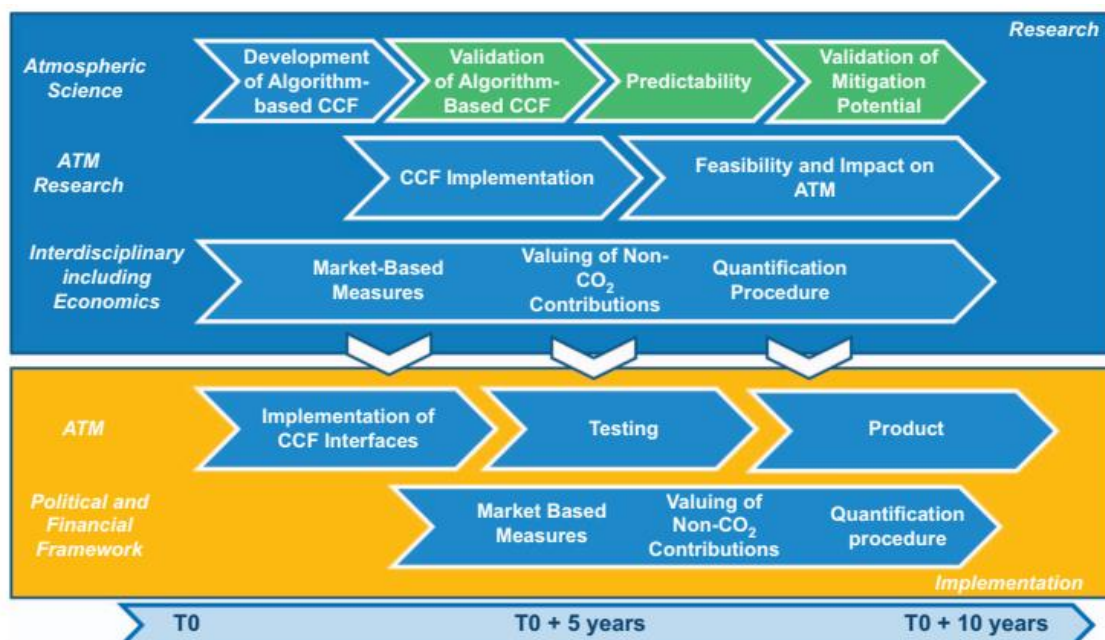 Research
Atmospheric
Science
Development
of Algorithm-
based CCF
Validation
of Algorithm-
Based CCF
Predictability
Validation of
Mitigation
Potential
ATM
Research
CCF Implementation
Feasibility and Impact on
ATM
Interdisciplinary
including
Economics
Market-Based
Measures
Valuing of Non-
CO₂
Contributions
Quantification
Procedure
ATM
Implementation of
CCF Interfaces
Testing
Product
Political and
Financial
Framework
Market Based
Measures
Valuing of
Non-CO₂
Contributions
Quantification
procedure
Implementation
T0
T0 + 5 years
T0 + 10 years